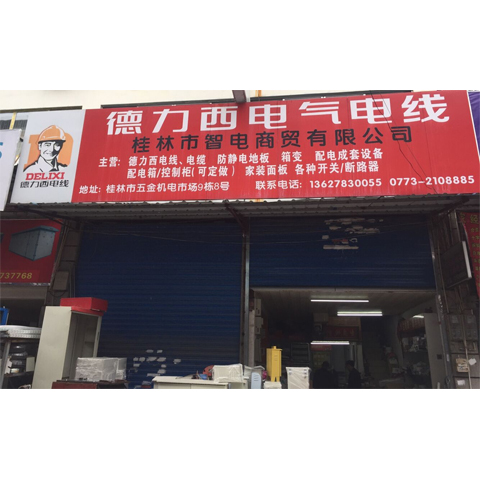 德力西电气电线
桂林市智电商贸有限公司
主营: 德力西电线、电缆 防静电地板 箱变 配电成套设备
配电箱/控制柜(可定做) 家装面板 各种开关/断路器
地址: 桂林市五金机电市场9栋8号 联系电话: 13627830055 0773-2108885
DELIXI
德力西电线
737768